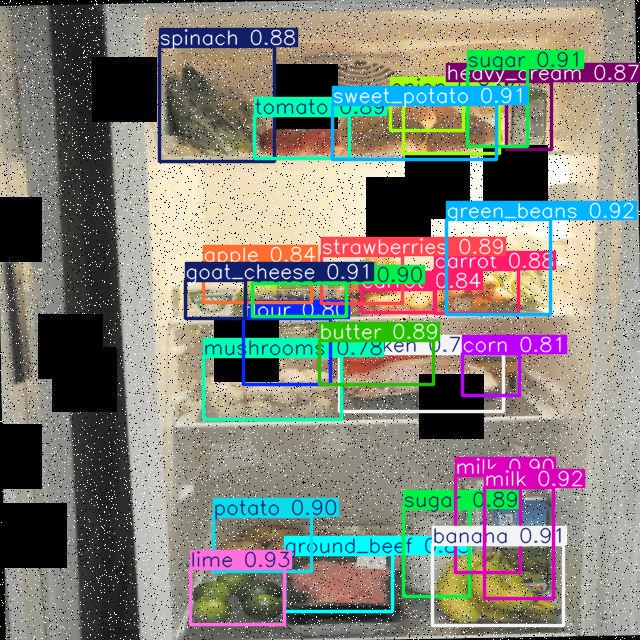 spinach 0.88
sugar 0.91
heavy_cream 0.87
sweet_potato 0.91
tomato 0.89
green_beans 0.92
strawberries 0.89
apple 0.84
carrot 0.88
goat_cheese 0.91
0.90
carrot 0.84
flour 0.80
butter 0.89
mushrooms 0.78
corn 0.81
milk 0.90
milk 0.92
sugar 0.89
potato 0.90
banana 0.91
ground_beef
lime 0.93